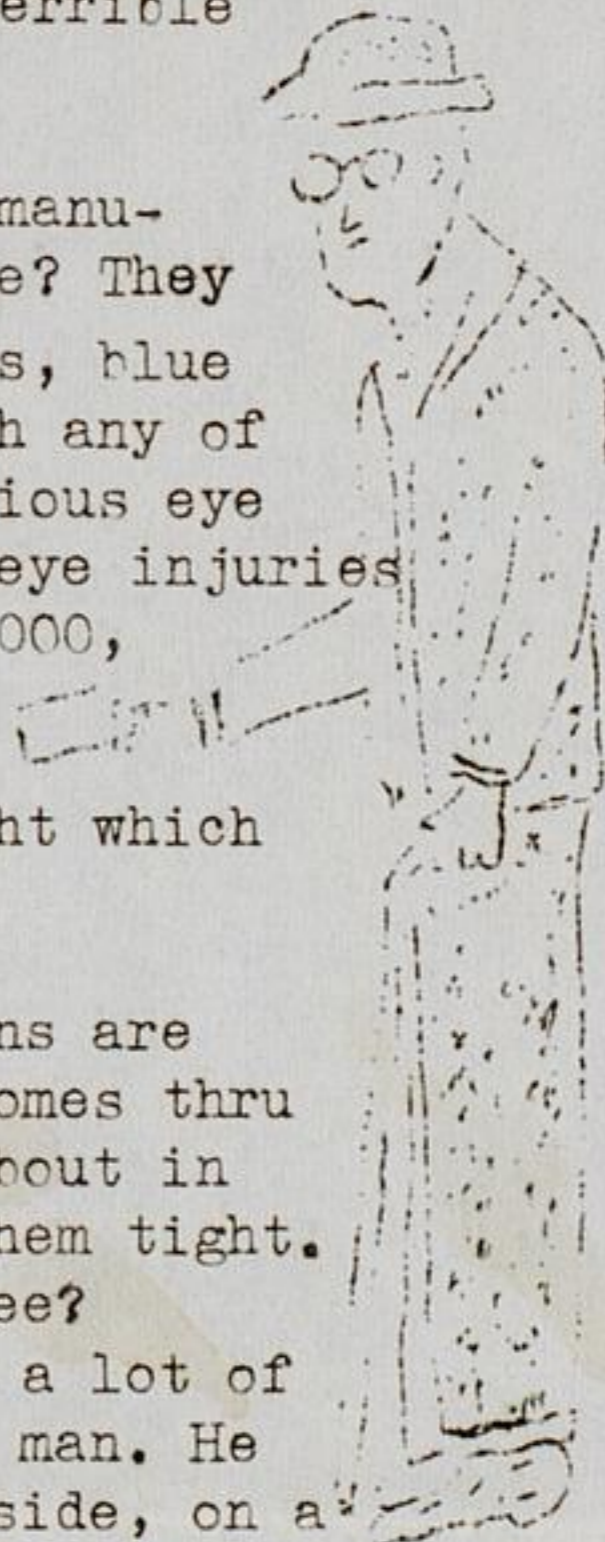 errible
manu-
e? They
s, blue
h any of
ious eye
eye injuries
000,
ht which
ns are
omes thru
bout in
hem tight.
ee?
a lot of
man. He
side, on a